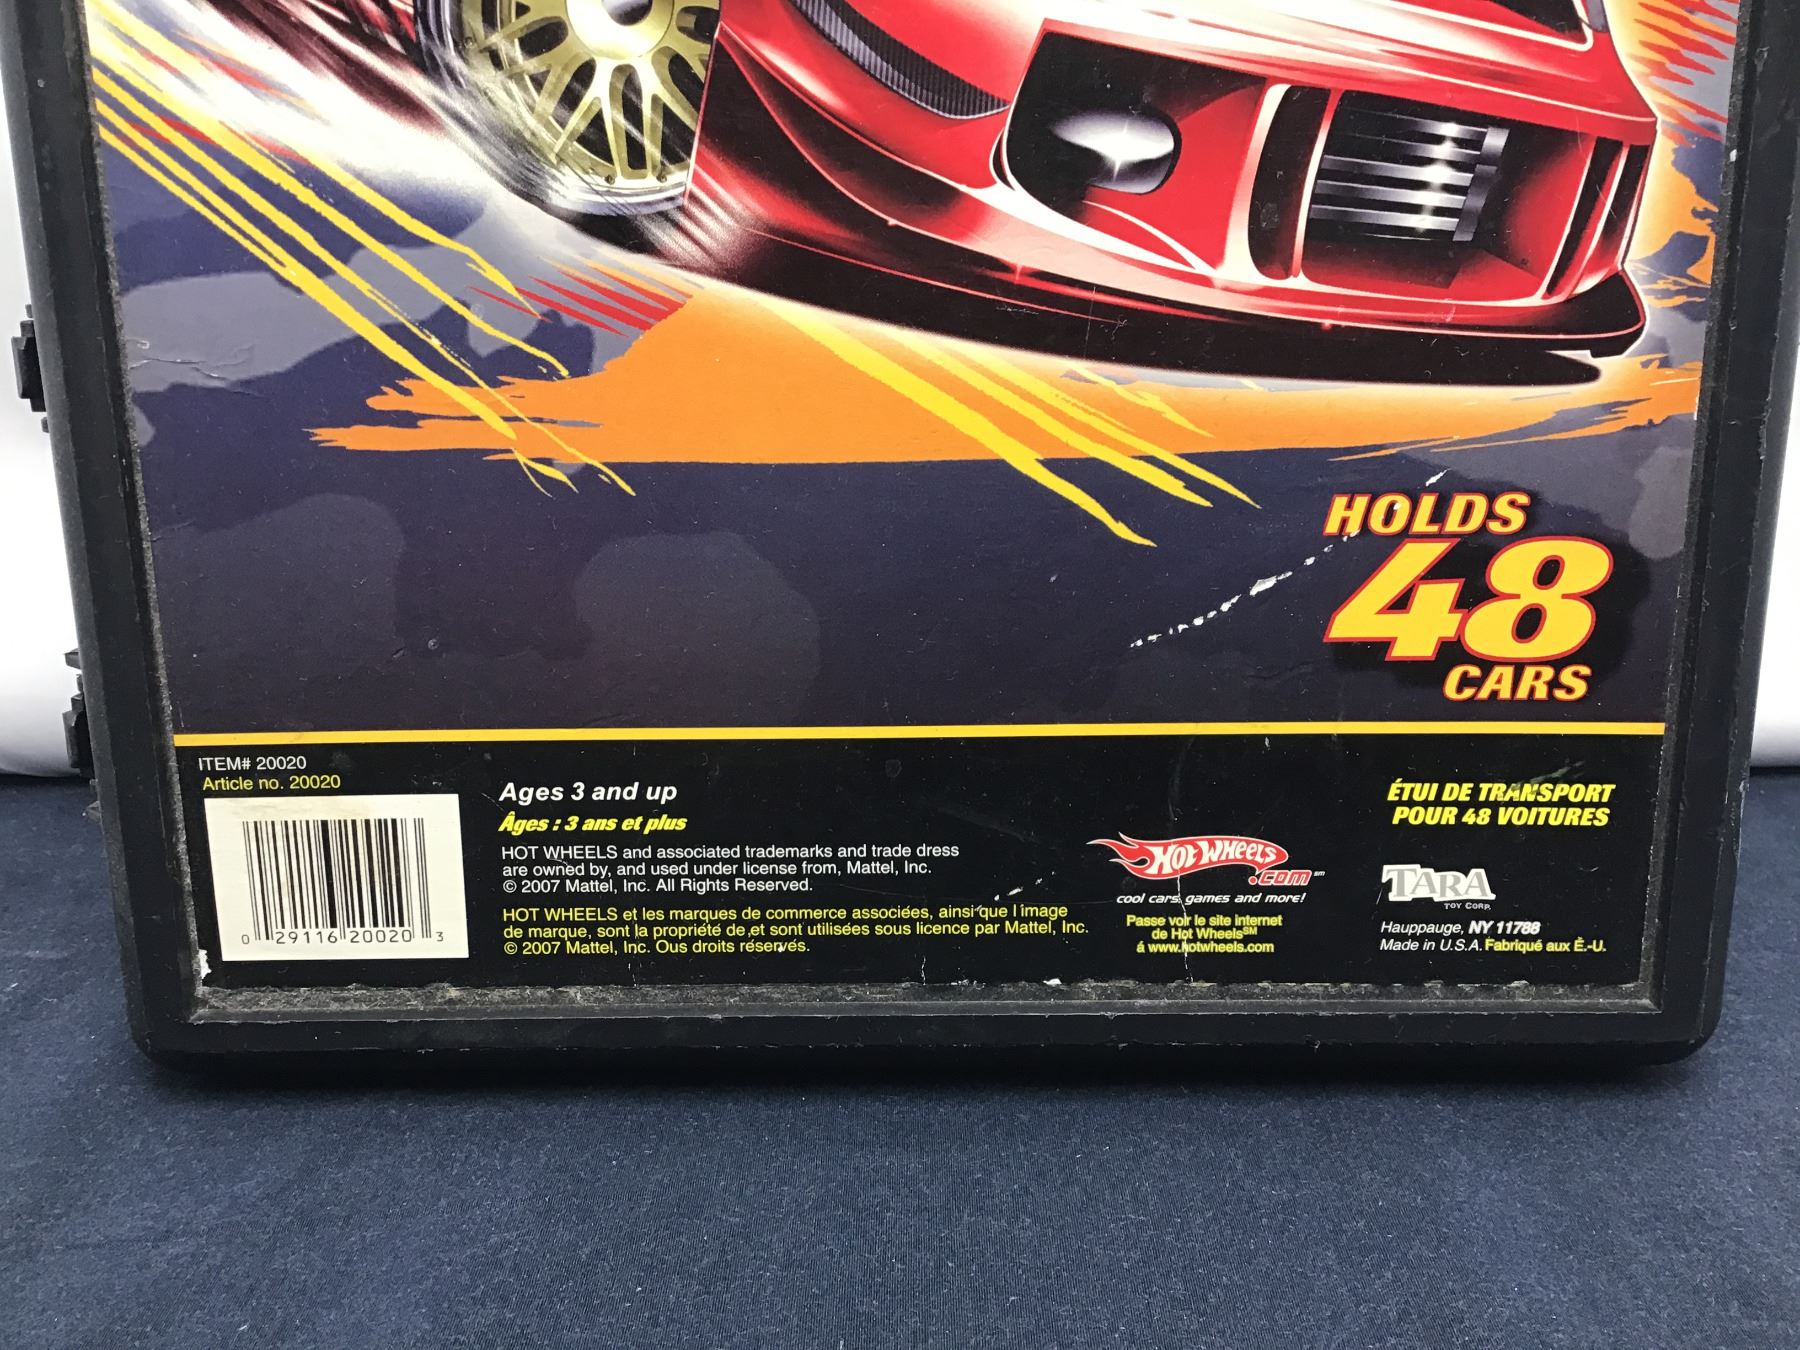 HOLDS
48
CARS
ITEM# 20020
Article no. 20020
0 29116 20020 3
Ages 3 and up
Âges : 3 ans et plus
HOT WHEELS and associated trademarks and trade dress
are owned by, and used under license from, Mattel, Inc.
© 2007 Mattel, Inc. All Rights Reserved.
HOT WHEELS et les marques de commerce associées, ainsi que l image
de marque, sont la propriété de,et sont utilisées sous licence par Mattel, Inc.
© 2007 Mattel, Inc. Ous droits réservés.
HOT WHEELS
.com SM
cool cars, games and more!
Passe voir le site internet
de Hot Wheels SM
á www.hotwheels.com
ÉTUI DE TRANSPORT
POUR 48 VOITURES
TARA
TOY CORP.
Hauppauge, NY 11788
Made in U.S.A. Fabriqué aux É.-U.